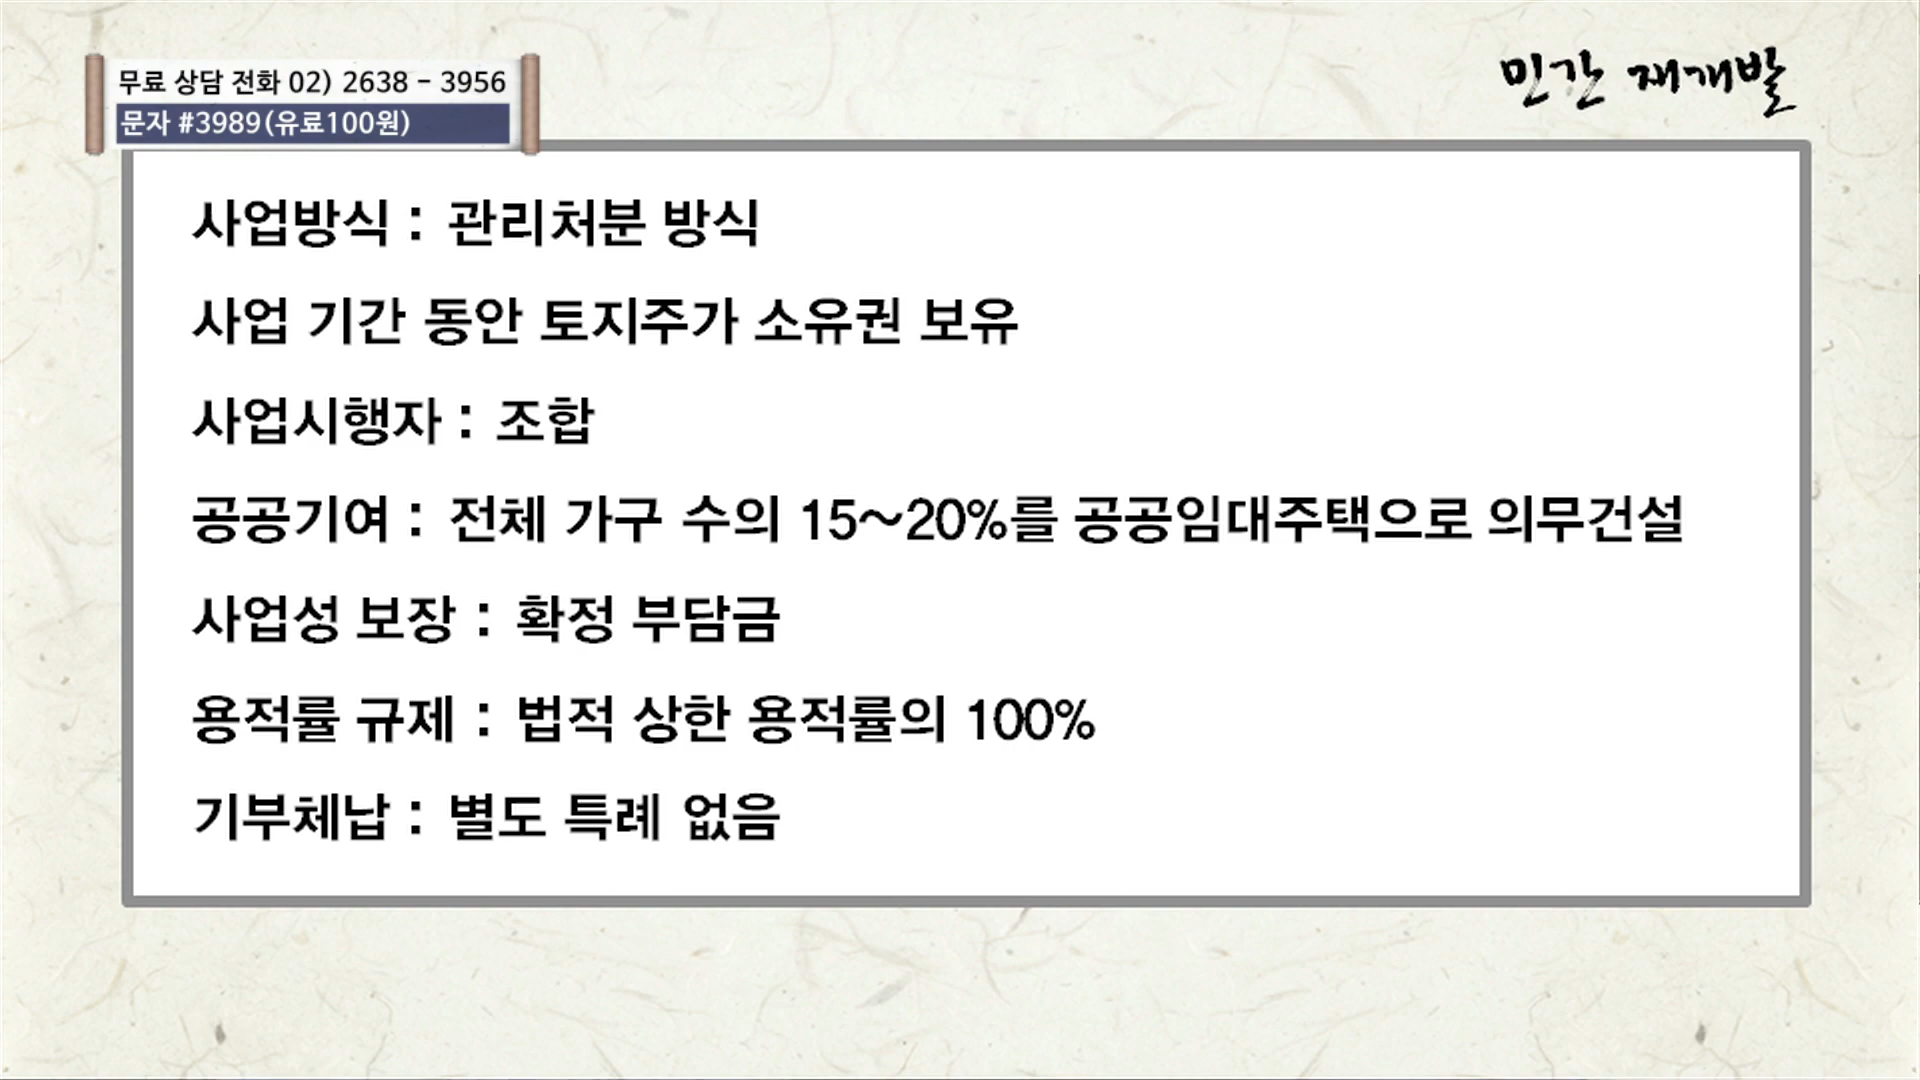 무료 상담 전화 02) 2638 - 3956
문자 #3989(유료100원)
민간 재개발
사업방식 : 관리처분 방식
사업 기간 동안 토지주가 소유권 보유
사업시행자 : 조합
공공기여 : 전체 가구 수의 15~20%를 공공임대주택으로 의무건설
사업성 보장 : 확정 부담금
용적률 규제 : 법적 상한 용적률의 100%
기부체납 : 별도 특례 없음